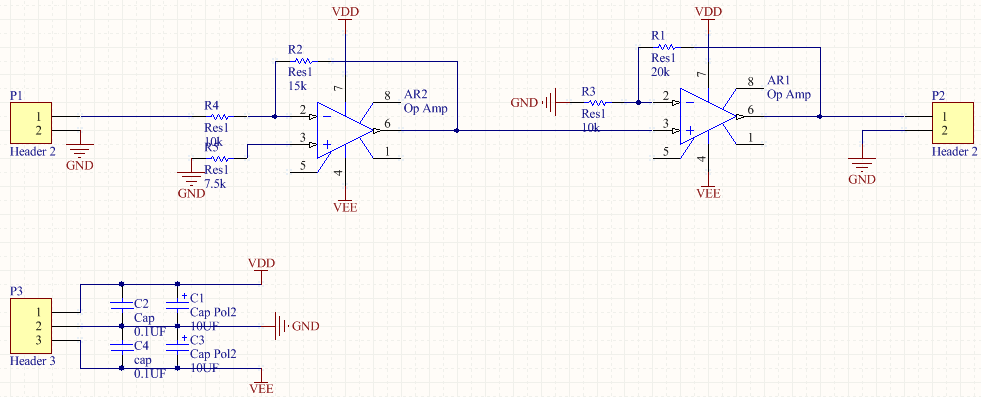 VDD
VDD
R2
Res1
15k
R1
Res1
20k
7
7
P1
1
2
Header 2
GND
R4
Res1
10k
R5
Res1
7.5k
GND
2
3
5
4
8
6
1
AR2
Op Amp
VEE
GND
R3
Res1
10k
2
3
5
4
8
6
1
AR1
Op Amp
VEE
P2
1
2
Header 2
GND
P3
1
2
3
Header 3
VDD
C2
Cap
0.1UF
+
C1
Cap Pol2
10UF
GND
C4
cap
0.1UF
+
C3
Cap Pol2
10UF
VEE